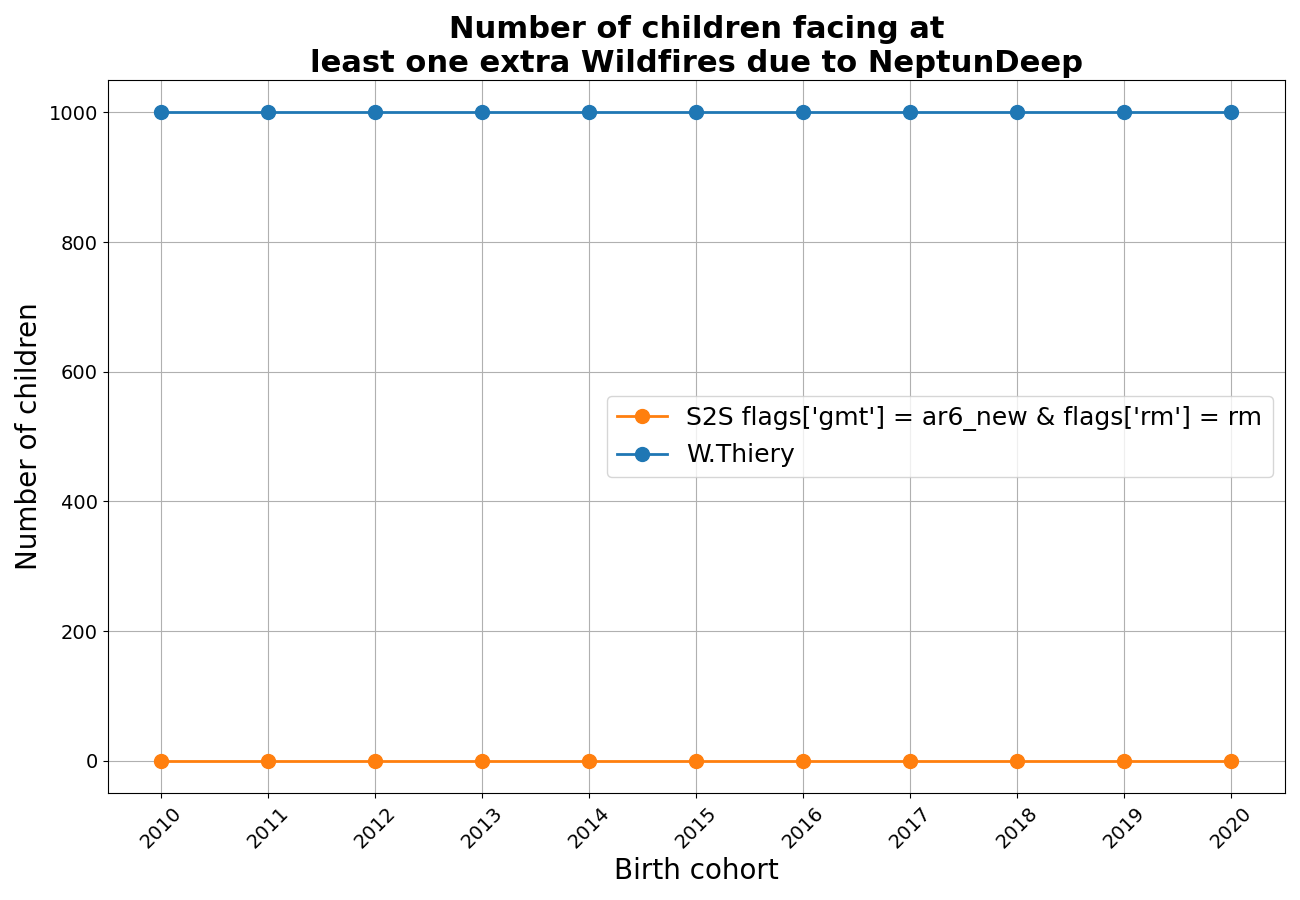 Number of children facing at
least one extra Wildfires due to NeptunDeep
Number of children
1000
800
600
400
200
0
S2S flags['gmt'] = ar6_new & flags['rm'] = rm
W.Thiery
2010
2011
2012
2013
2014
2015
2016
2017
2018
2019
2020
Birth cohort